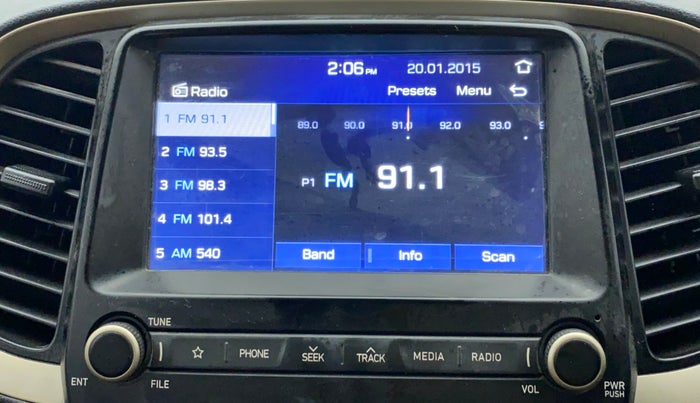 2:06 PM 20.01.2015
Radio Presets Menu
1 FM 91.1
2 FM 93.5
3 FM 98.3
4 FM 101.4
5 AM 540
89.0 90.0 91.0 92.0 93.0
P1 FM 91.1
Band Info Scan
TUNE
PHONE SEEK TRACK MEDIA RADIO
ENT FILE VOL PWR
PUSH